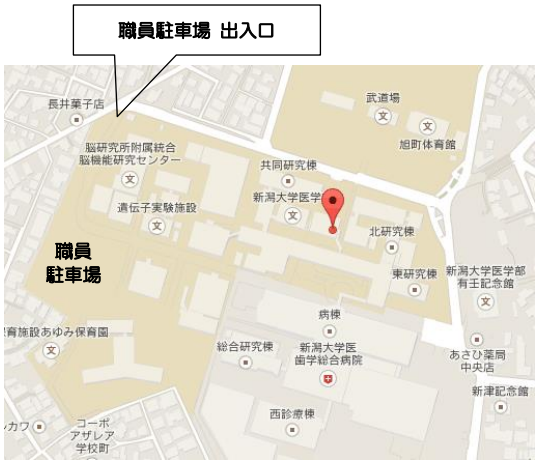 職員駐車場 出入口
長井菓子店
武道場
旭町体育館
脳研究所附属統合
脳機能研究センター
共同研究棟
新潟大学医学
遺伝子実験施設
北研究棟
職員
駐車場
東研究棟
新潟大学医学部
有壬記念館
病棟
育施設あゆみ保育園
総合研究棟
新潟大学医
歯学総合病院
あさひ薬局
中央店
新津記念館
西診療棟
カワ
コーポ
アザレア
学校町